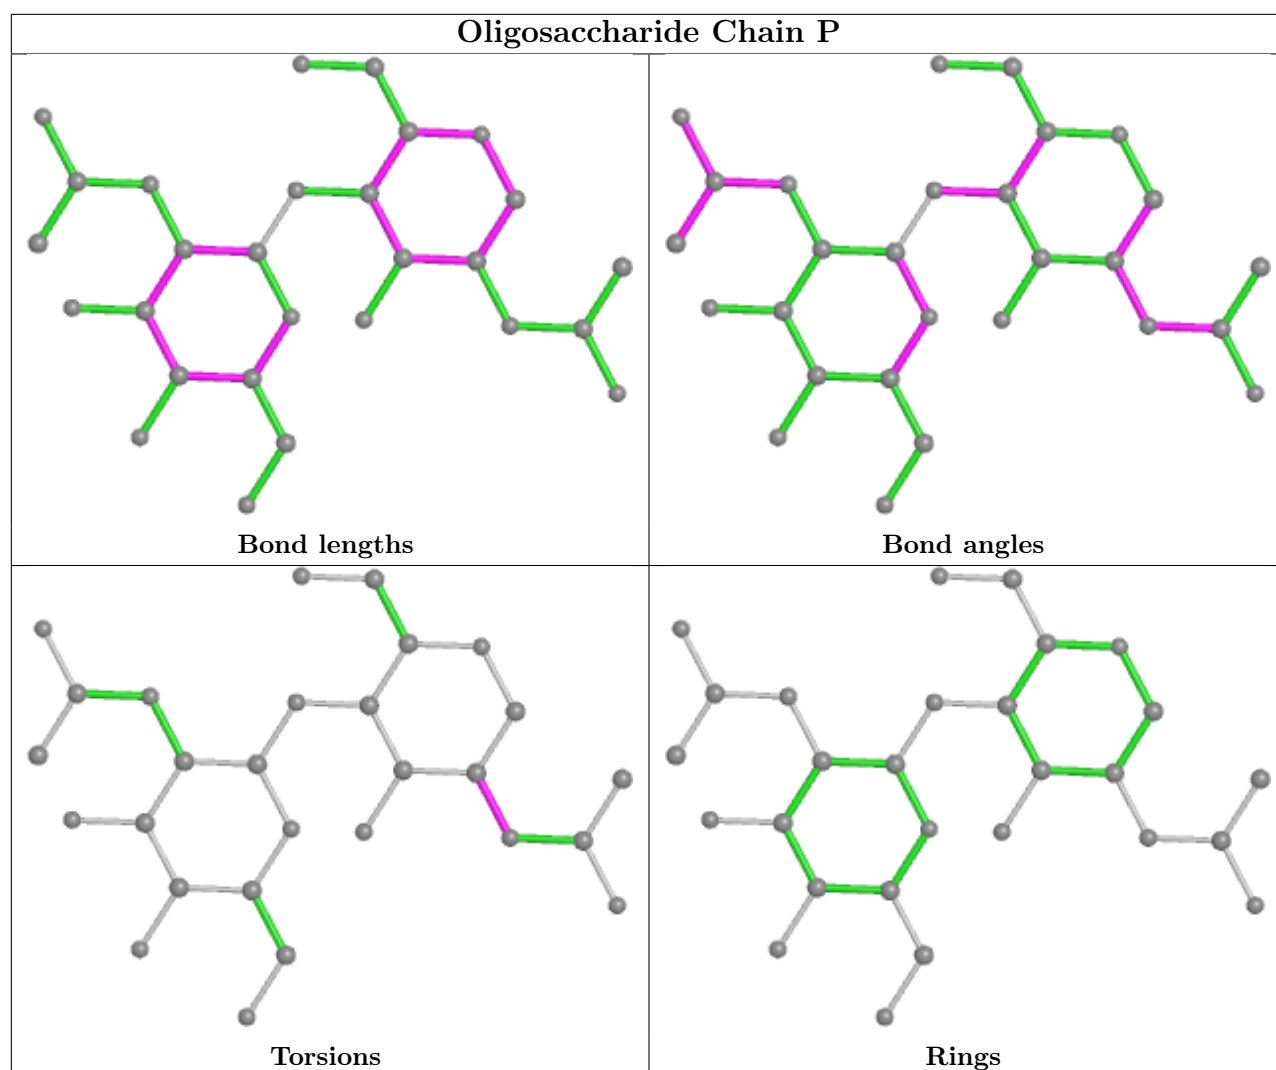 Oligosaccharide Chain P
Bond lengths
Bond angles
Torsions
Rings